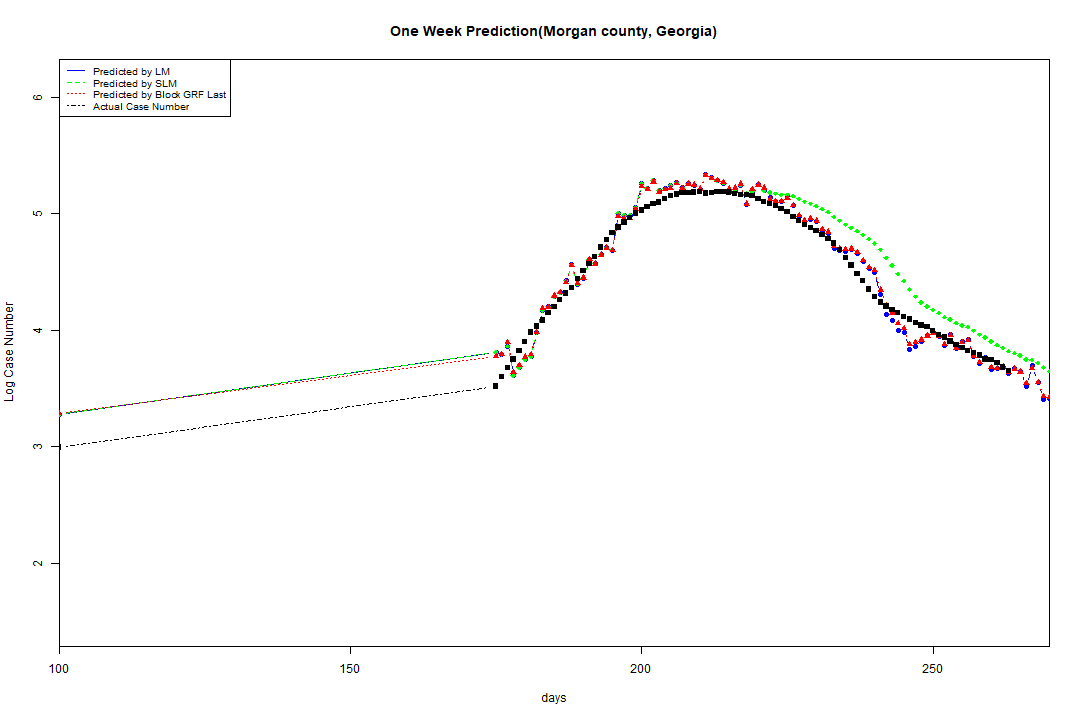 One Week Prediction(Morgan county, Georgia)
Predicted by LM
Predicted by SLM
Predicted by Block GRF Last
Actual Case Number
6
5
4
3
2
Log Case Number
100
150
200
250
days